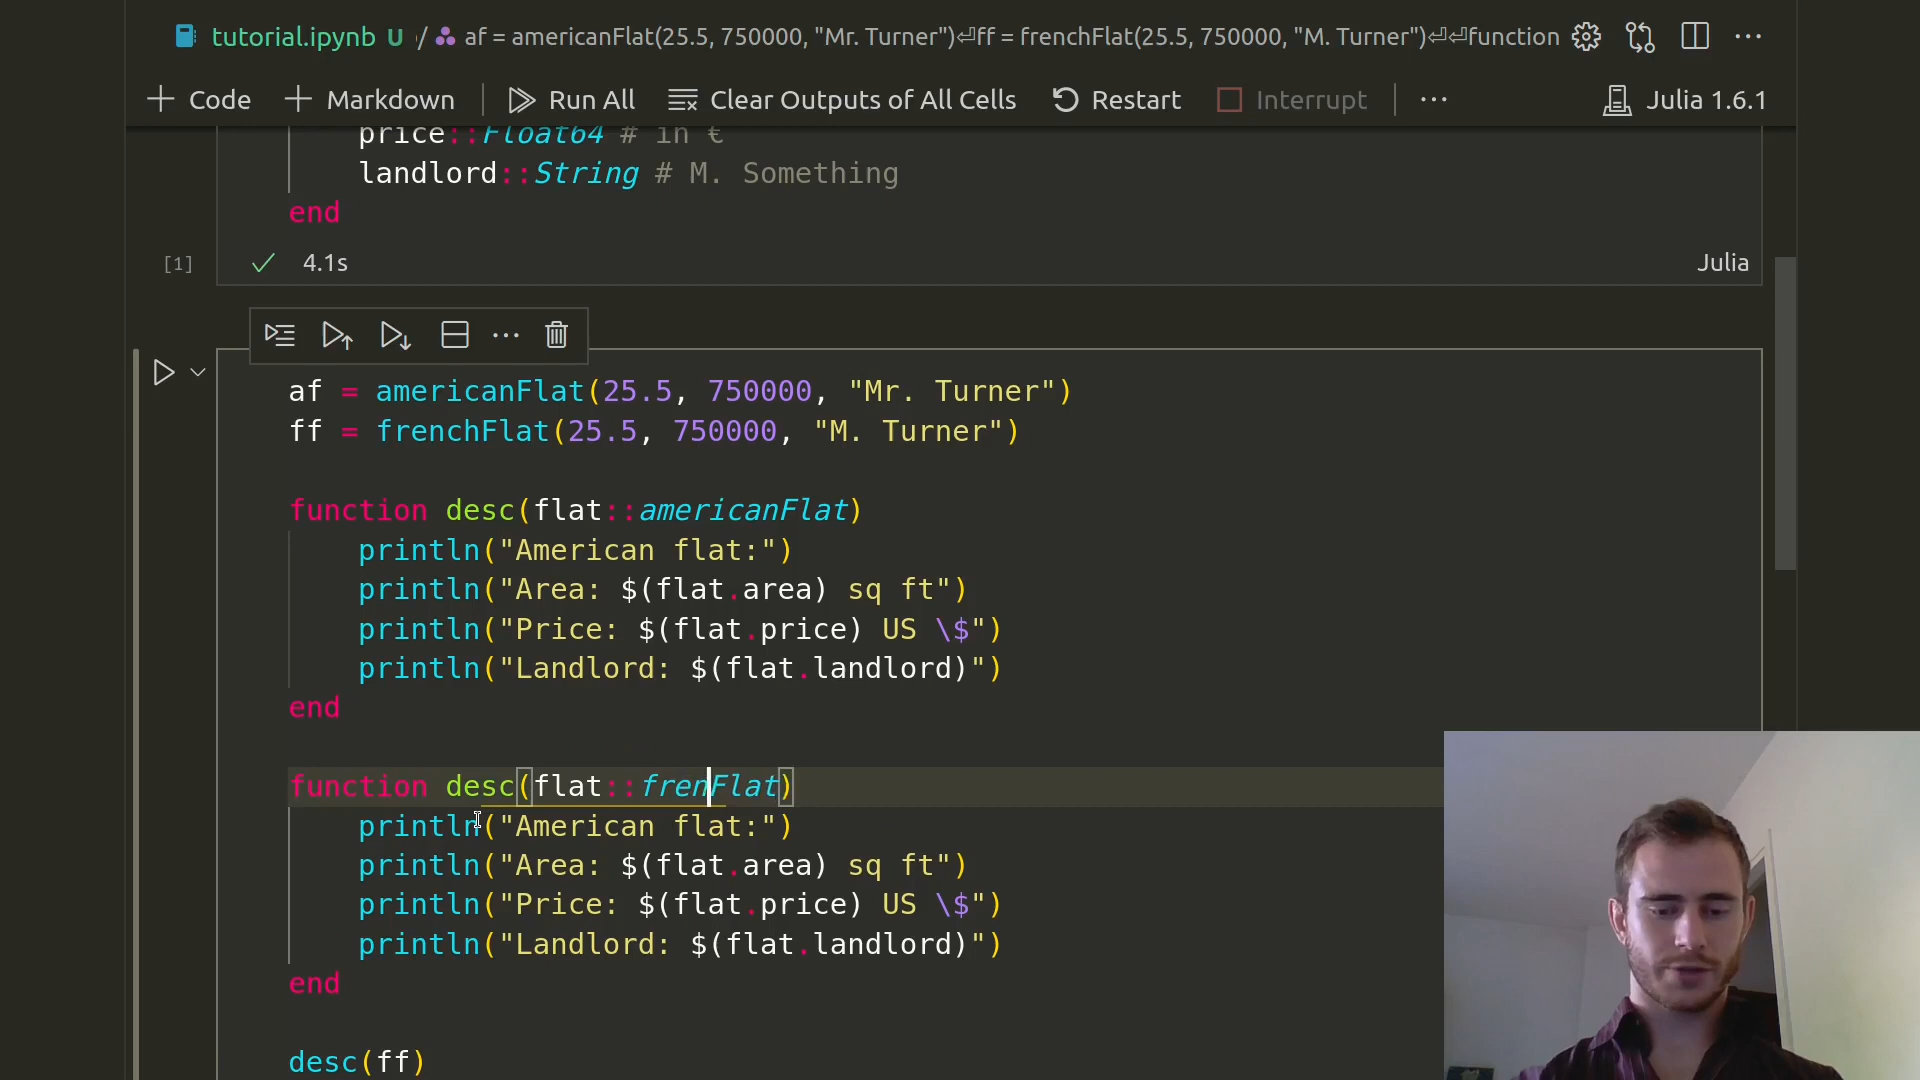 tutorial.ipynb U / af = americanFlat(25.5, 750000, "Mr. Turner")⏎ff = frenchFlat(25.5, 750000, "M. Turner")⏎⏎function ...
Code Markdown Run All Clear Outputs of All Cells Restart Interrupt ... Julia 1.6.1
price::Float64 # in €
landlord::String # M. Something
end
[1] 4.1s Julia
af = americanFlat(25.5, 750000, "Mr. Turner")
ff = frenchFlat(25.5, 750000, "M. Turner")
function desc(flat::americanFlat)
println("American flat:")
println("Area: $(flat.area) sq ft")
println("Price: $(flat.price) US \$")
println("Landlord: $(flat.landlord)")
end
function desc(flat::frenFlat)
println("American flat:")
println("Area: $(flat.area) sq ft")
println("Price: $(flat.price) US \$")
println("Landlord: $(flat.landlord)")
end
desc(ff)